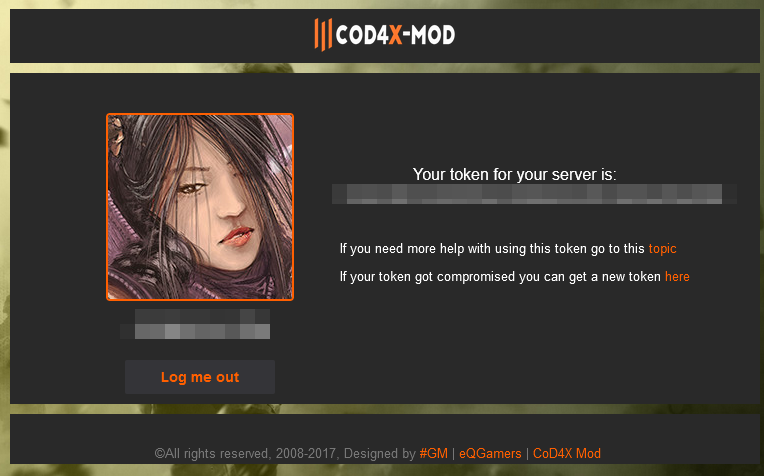 COD4X-MOD
Your token for your server is:
If you need more help with using this token go to this topic
If your token got compromised you can get a new token here
Log me out
©All rights reserved, 2008-2017, Designed by #GM | eQGamers | CoD4X Mod